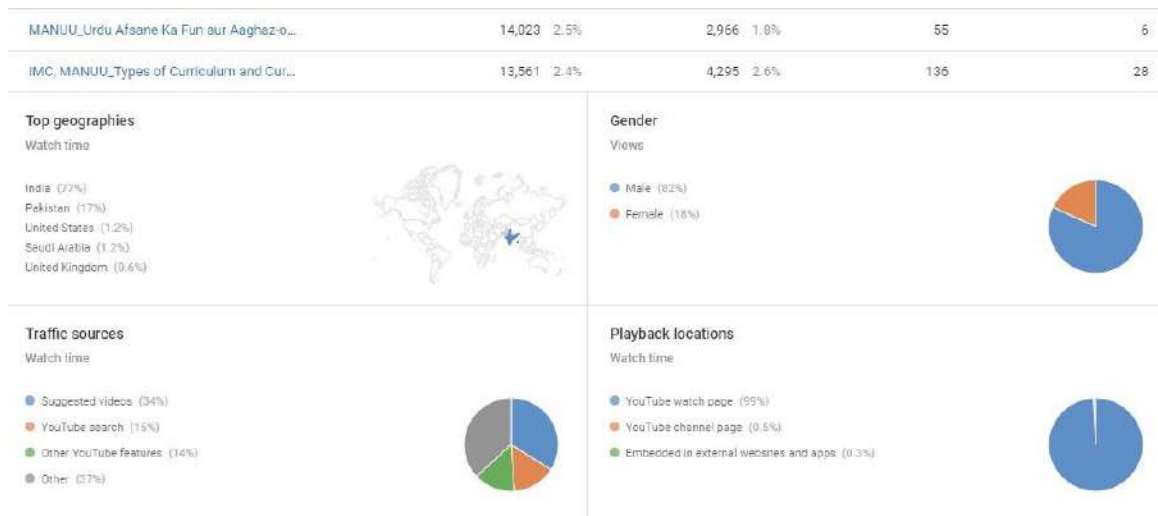 MANUU_Urdu Afsane Ka Fun aur Aaghaz-o... 14,023 2.5% 2,966 1.8% 55 6
IMC, MANUU_Types of Curriculum and Cur... 13,561 2.4% 4,295 2.6% 136 28
Top geographies
Watch time
India (77%)
Pakistan (17%)
United States (1.2%)
Saudi Arabia (1.2%)
United Kingdom (0.6%)
Gender
Views
Male (82%)
Female (18%)
Traffic sources
Watch time
Suggested videos (34%)
YouTube search (15%)
Other YouTube features (14%)
Other (37%)
Playback locations
Watch time
YouTube watch page (99%)
YouTube channel page (0.5%)
Embedded in external websites and apps (0.3%)